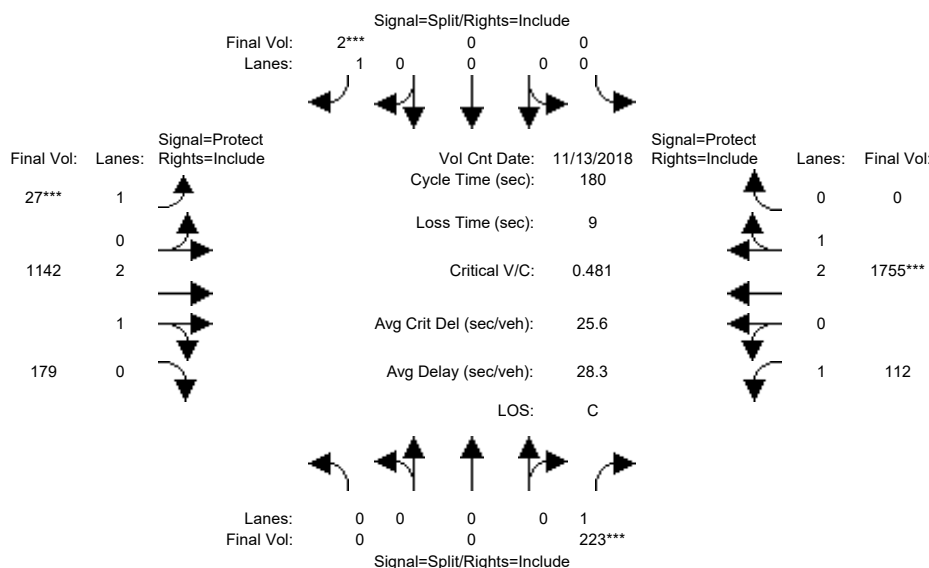 Signal=Split/Rights=Include
Final Vol: 2*** 0 0
Lanes: 1 0 0 0 0
Signal=Protect Signal=Protect
Final Vol: Lanes: Rights=Include Vol Cnt Date: 11/13/2018 Rights=Include Lanes: Final Vol:
Cycle Time (sec): 180
27*** 1 0 0
Loss Time (sec): 9
0 1
1142 2 Critical V/C: 0.481 2 1755***
1 Avg Crit Del (sec/veh): 25.6 0
179 0 Avg Delay (sec/veh): 28.3 1 112
LOS: C
Lanes: 0 0 0 0 1
Final Vol: 0 0 223***
Signal=Split/Rights=Include